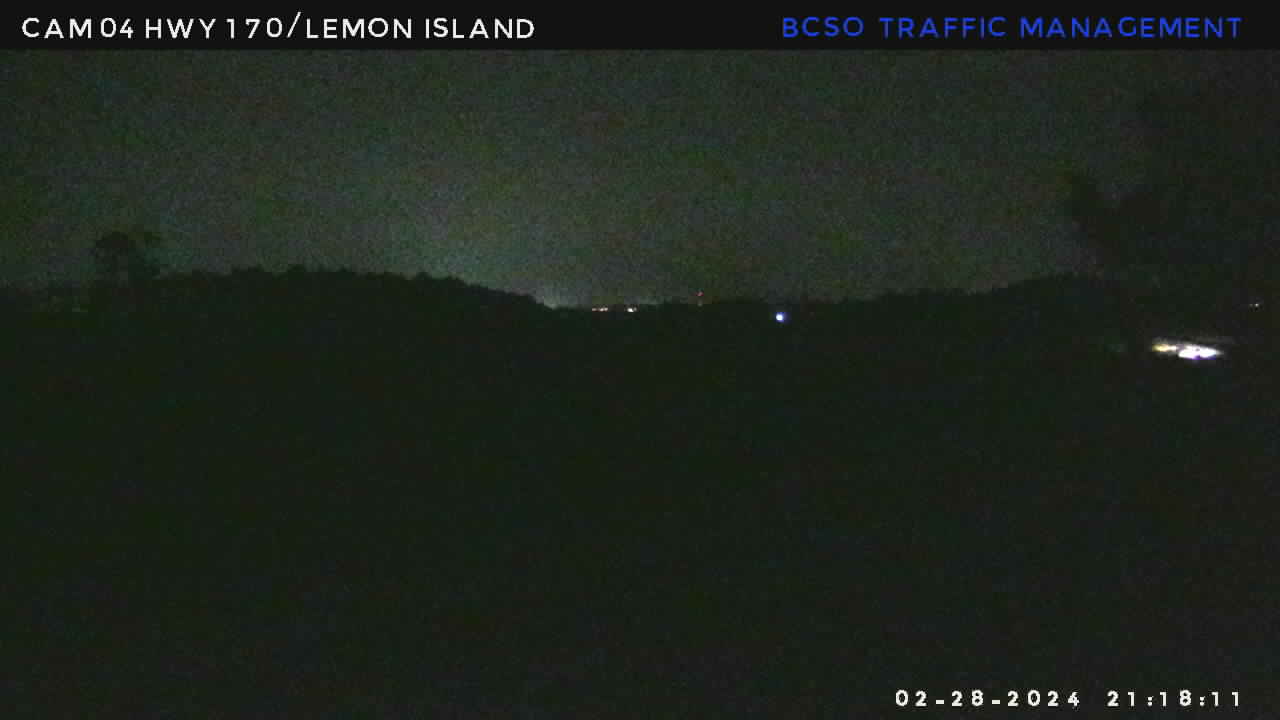 CAM04 HWY 170/LEMON ISLAND
BCSO TRAFFIC MANAGEMENT
02-28-2024 21:18:11